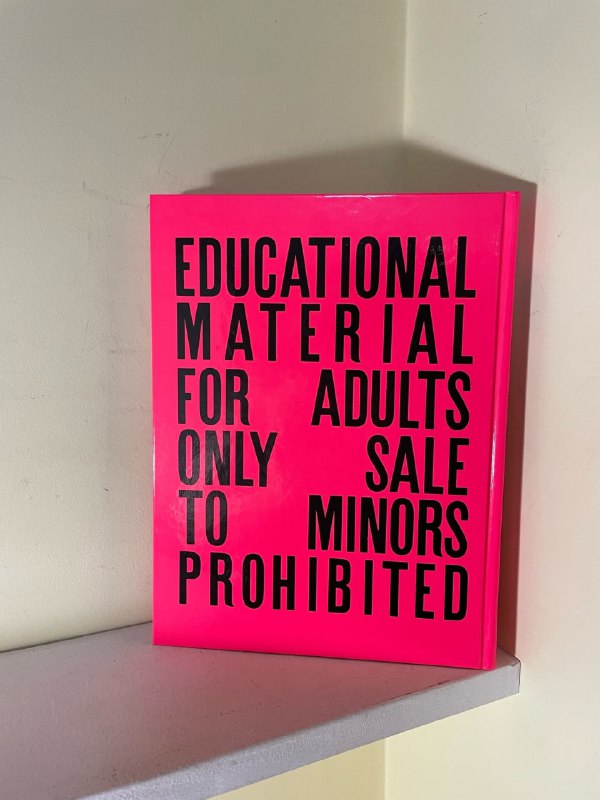 EDUCATIONAL
MATERIAL
FOR ADULTS
ONLY SALE
TO MINORS
PROHIBITED